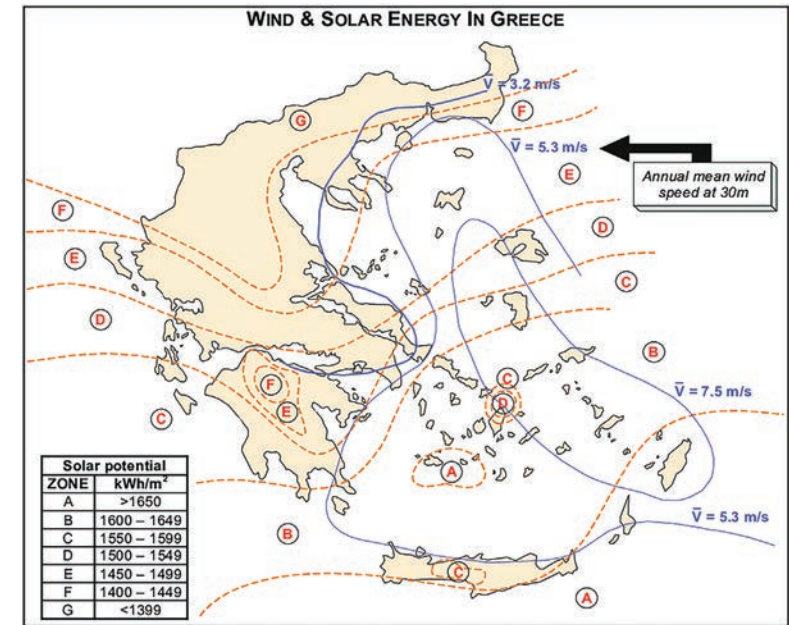 WIND & SOLAR ENERGY IN GREECE
V̄ = 3.2 m/s
F
G
V̄ = 5.3 m/s
Annual mean wind
speed at 30m
E
F
D
E
C
D
B
C
F
D
V̄ = 7.5 m/s
E
C
A
Solar potential
ZONE kWh/m²
A >1650
B 1600 – 1649
C 1550 – 1599
D 1500 – 1549
E 1450 – 1499
F 1400 – 1449
G <1399
V̄ = 5.3 m/s
B
C
A